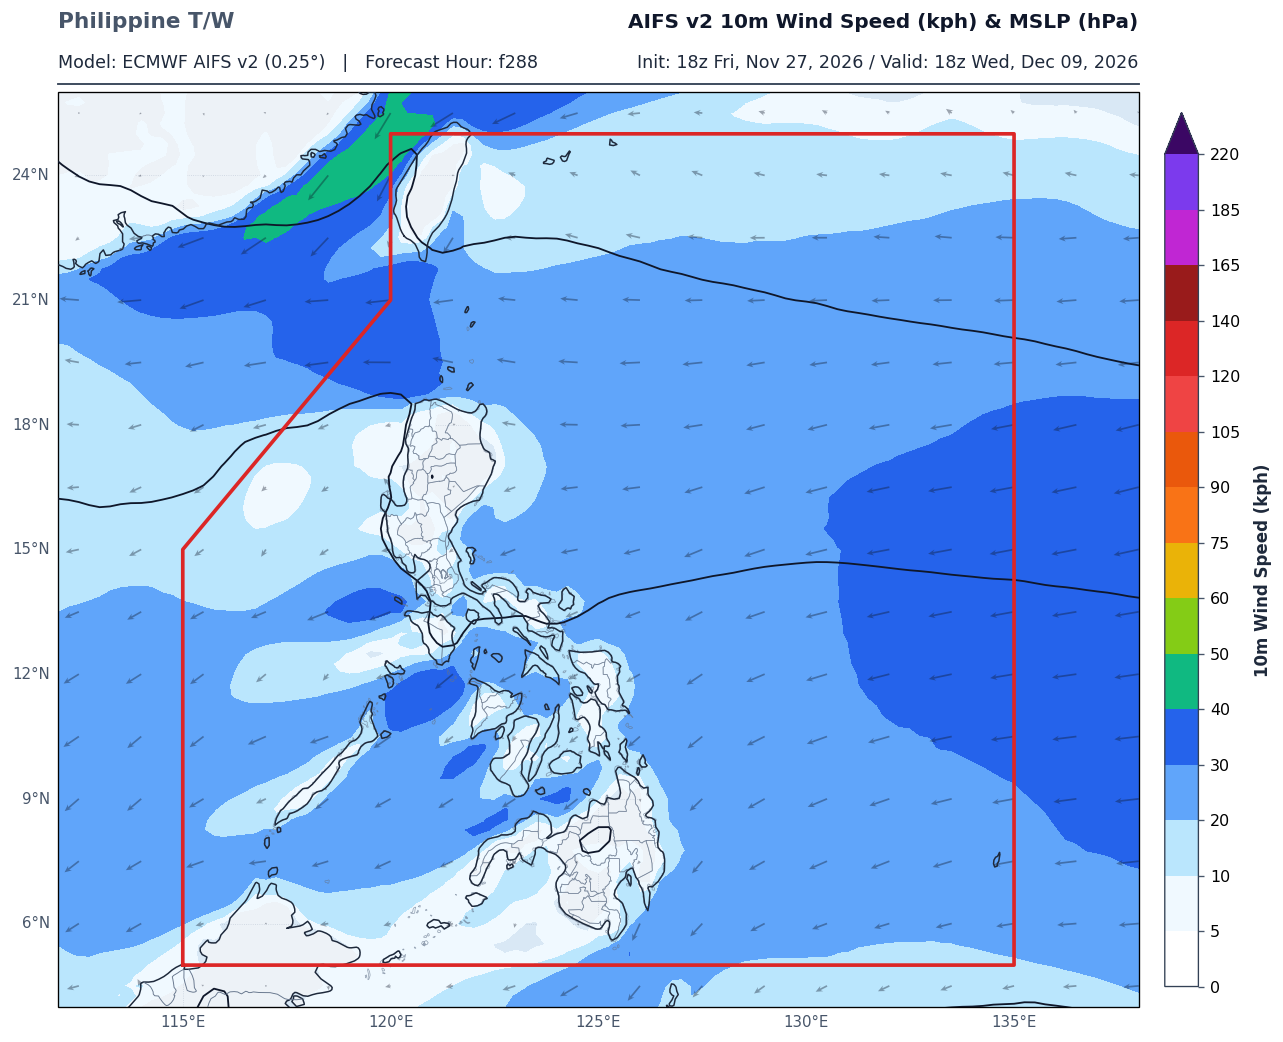 Philippine T/W
AIFS v2 10m Wind Speed (kph) & MSLP (hPa)
Model: ECMWF AIFS v2 (0.25°) | Forecast Hour: f288
Init: 18z Fri, Nov 27, 2026 / Valid: 18z Wed, Dec 09, 2026
24°N
21°N
18°N
15°N
12°N
9°N
6°N
115°E
120°E
125°E
130°E
135°E
220
185
165
140
120
105
90
75
60
50
40
30
20
10
5
0
10m Wind Speed (kph)